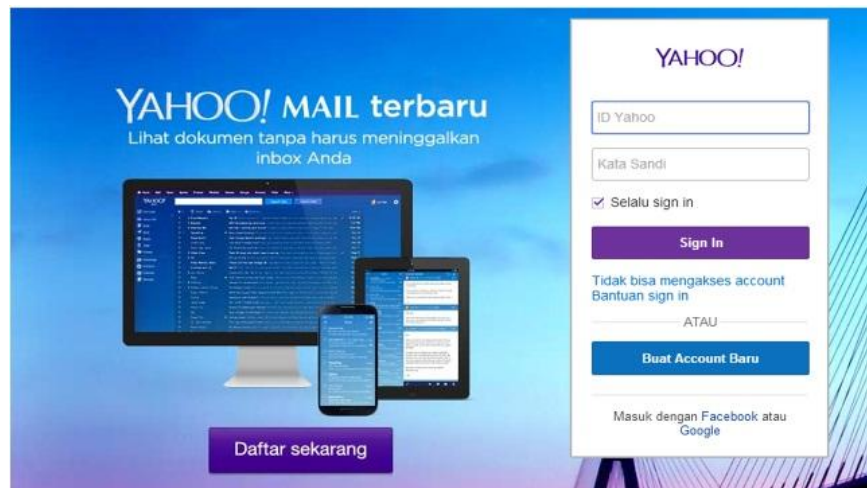 YAHOO! MAIL terbaru
Lihat dokumen tanpa harus meninggalkan
inbox Anda
Daftar sekarang
YAHOO!
ID Yahoo
Kata Sandi
Selalu sign in
Sign In
Tidak bisa mengakses account
Bantuan sign in
ATAU
Buat Account Baru
Masuk dengan Facebook atau
Google